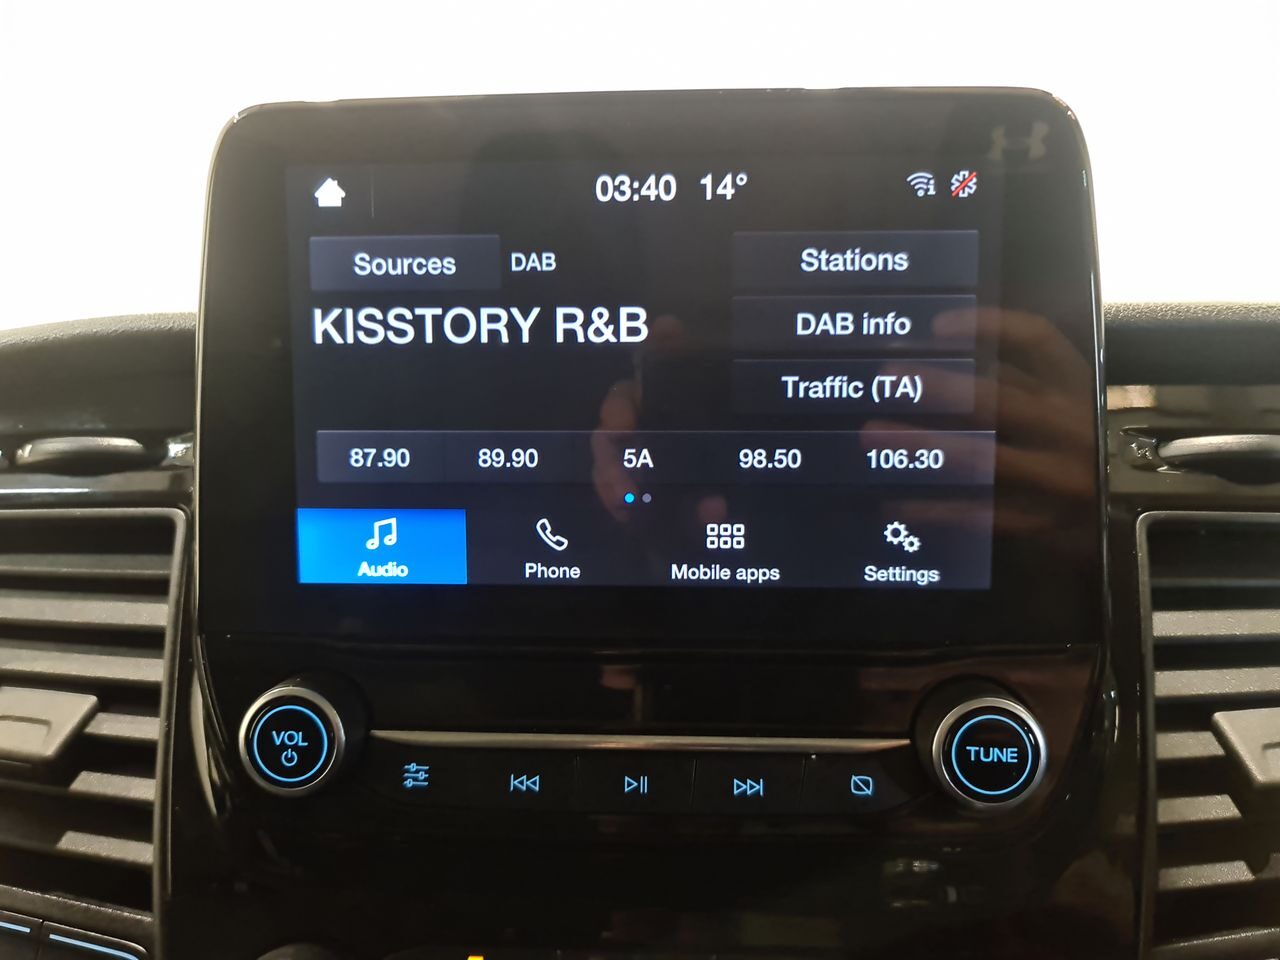 03:40 14°
Sources DAB Stations
KISSTORY R&B DAB info
Traffic (TA)
87.90 89.90 5A 98.50 106.30
Audio Phone Mobile apps Settings
VOL TUNE